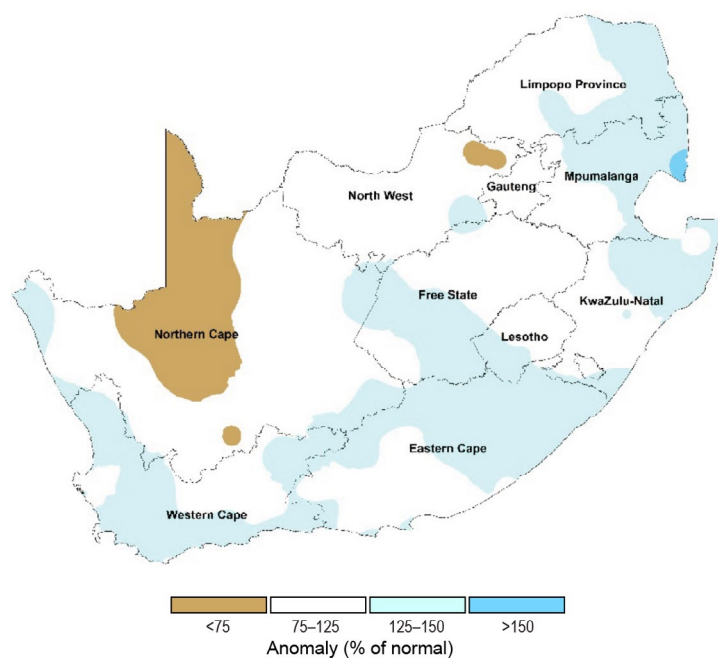 Limpopo Province
North West
Gauteng
Mpumalanga
Free State
KwaZulu-Natal
Northern Cape
Lesotho
Eastern Cape
Western Cape
<75
75–125
125–150
>150
Anomaly (% of normal)